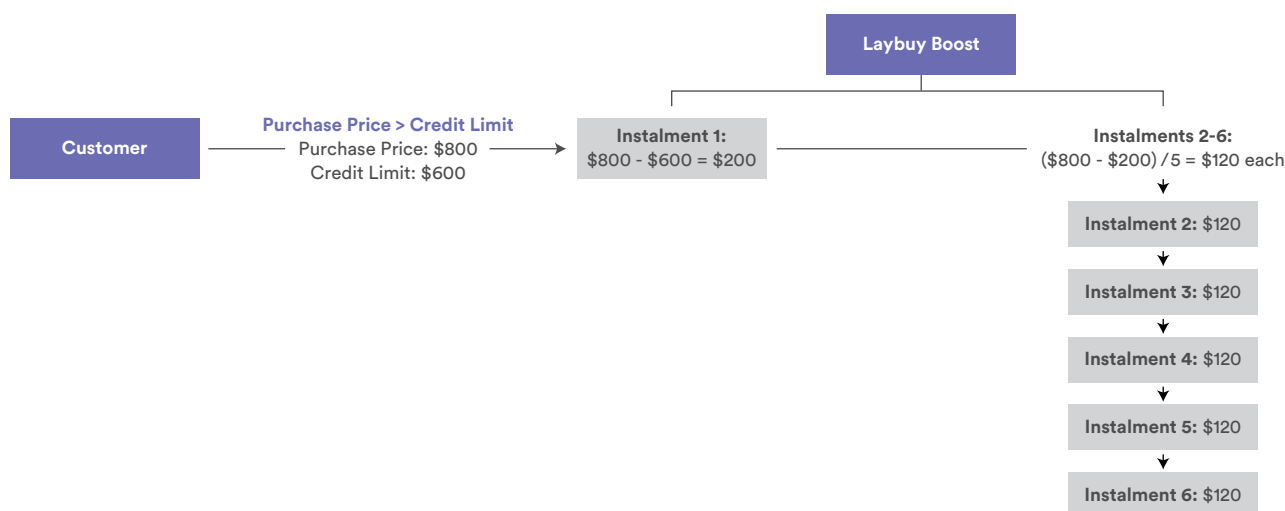 Laybuy Boost
Customer
Purchase Price > Credit Limit
Purchase Price: $800
Credit Limit: $600
Instalment 1:
$800 - $600 = $200
Instalments 2-6:
($800 - $200) /5 = $120 each
Instalment 2: $120
Instalment 3: $120
Instalment 4: $120
Instalment 5: $120
Instalment 6: $120